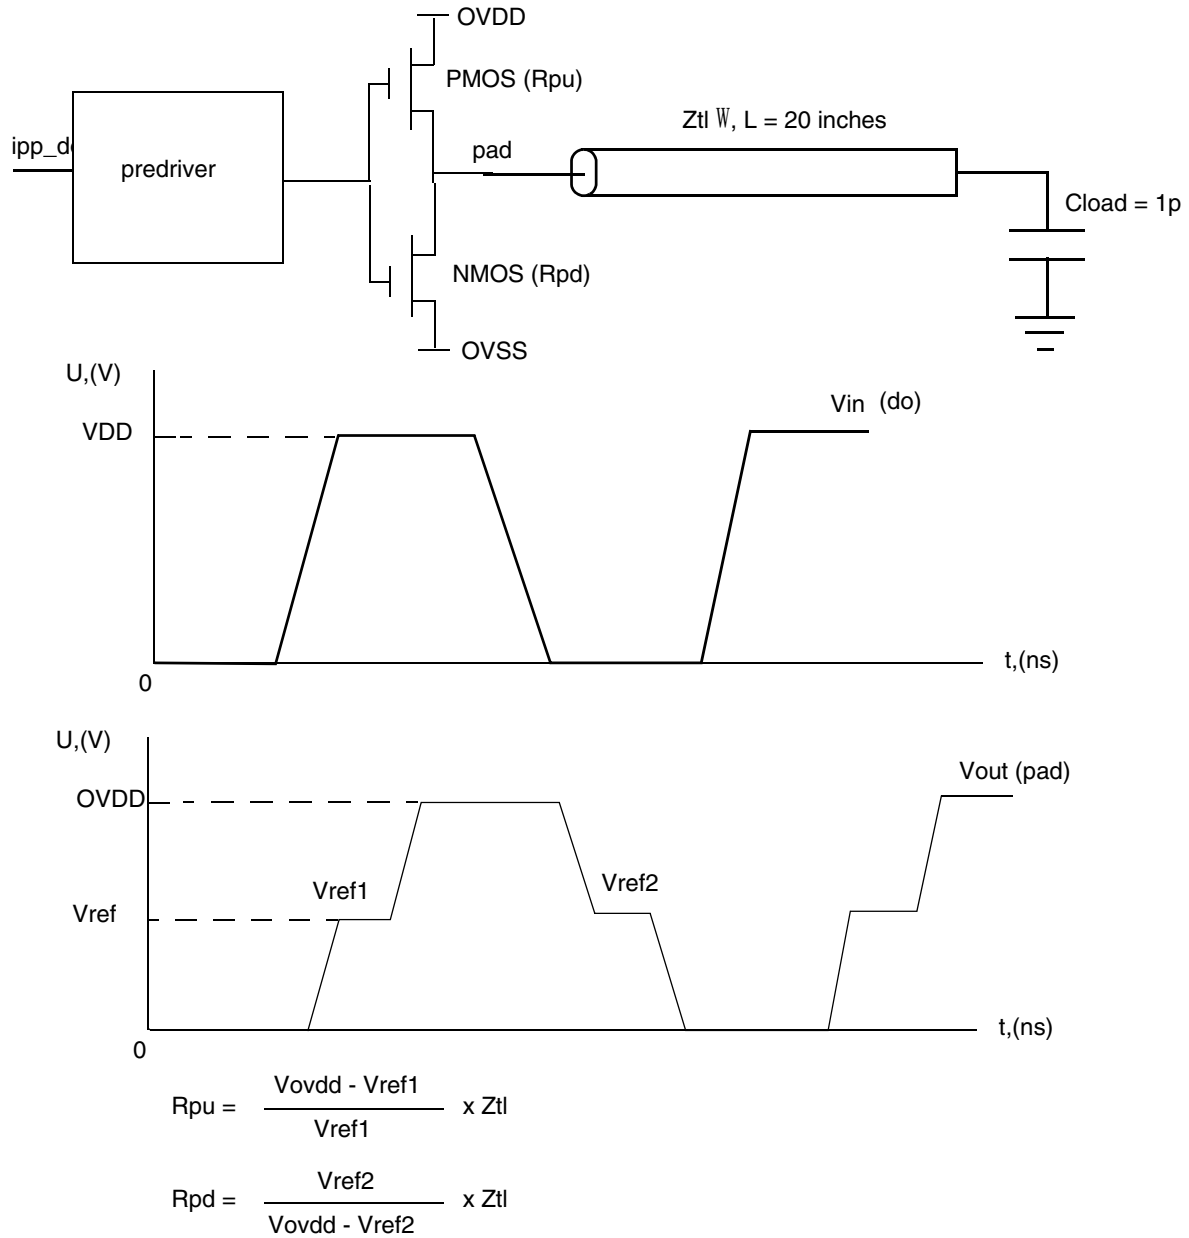 OVDD
PMOS (Rpu)
Ztl W, L = 20 inches
ipp_do
predriver
pad
Cload = 1p
NMOS (Rpd)
OVSS
U,(V)
Vin (do)
VDD
t,(ns)
0
U,(V)
Vout (pad)
OVDD
Vref1
Vref2
Vref
t,(ns)
0
Rpu = Vovdd - Vref1 x Ztl
Vref1
Rpd = Vref2 x Ztl
Vovdd - Vref2